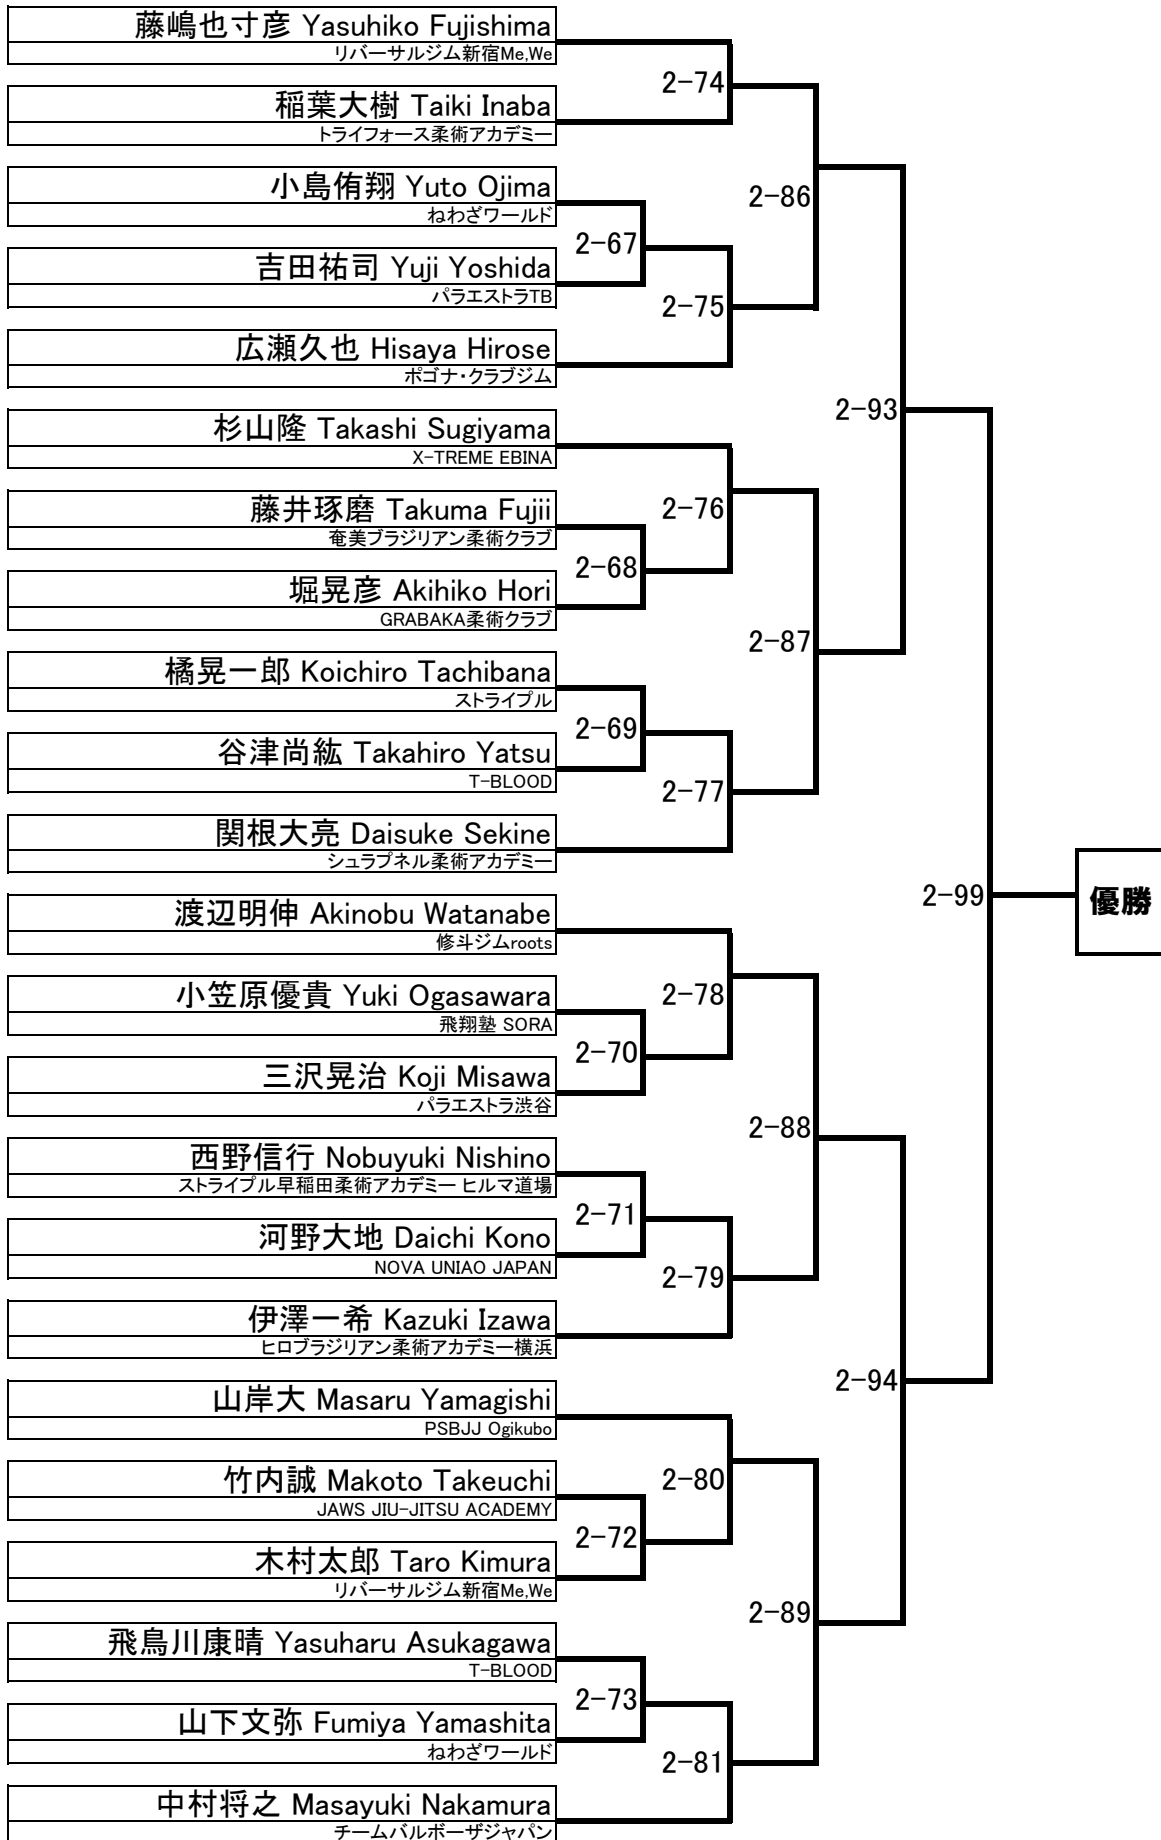 藤嶋也寸彦 Yasuhiko Fujishima
リバーサルジム新宿Me,We
2-74
稲葉大樹 Taiki Inaba
トライフォース柔術アカデミー
小島侑翔 Yuto Ojima
ねわざワールド
2-86
2-67
吉田祐司 Yuji Yoshida
パラエストラTB
2-75
広瀬久也 Hisaya Hirose
ポゴナ・クラブジム
2-93
杉山隆 Takashi Sugiyama
X-TREME EBINA
2-76
藤井琢磨 Takuma Fujii
奄美ブラジリアン柔術クラブ
2-68
堀晃彦 Akihiko Hori
GRABAKA柔術クラブ
2-87
橘晃一郎 Koichiro Tachibana
ストライプル
2-69
谷津尚紘 Takahiro Yatsu
T-BLOOD
2-77
関根大亮 Daisuke Sekine
シュラプネル柔術アカデミー
2-99
優勝
渡辺明伸 Akinobu Watanabe
修斗ジムroots
2-78
小笠原優貴 Yuki Ogasawara
飛翔塾 SORA
2-70
三沢晃治 Koji Misawa
パラエストラ渋谷
2-88
西野信行 Nobuyuki Nishino
ストライプル早稲田柔術アカデミー ヒルマ道場
2-71
河野大地 Daichi Kono
NOVA UNIAO JAPAN
2-79
伊澤一希 Kazuki Izawa
ヒロブラジリアン柔術アカデミー横浜
2-94
山岸大 Masaru Yamagishi
PSBJJ Ogikubo
2-80
竹内誠 Makoto Takeuchi
JAWS JIU-JITSU ACADEMY
2-72
木村太郎 Taro Kimura
リバーサルジム新宿Me,We
2-89
飛鳥川康晴 Yasuharu Asukagawa
T-BLOOD
2-73
山下文弥 Fumiya Yamashita
ねわざワールド
2-81
中村将之 Masayuki Nakamura
チームバルボーザジャパン